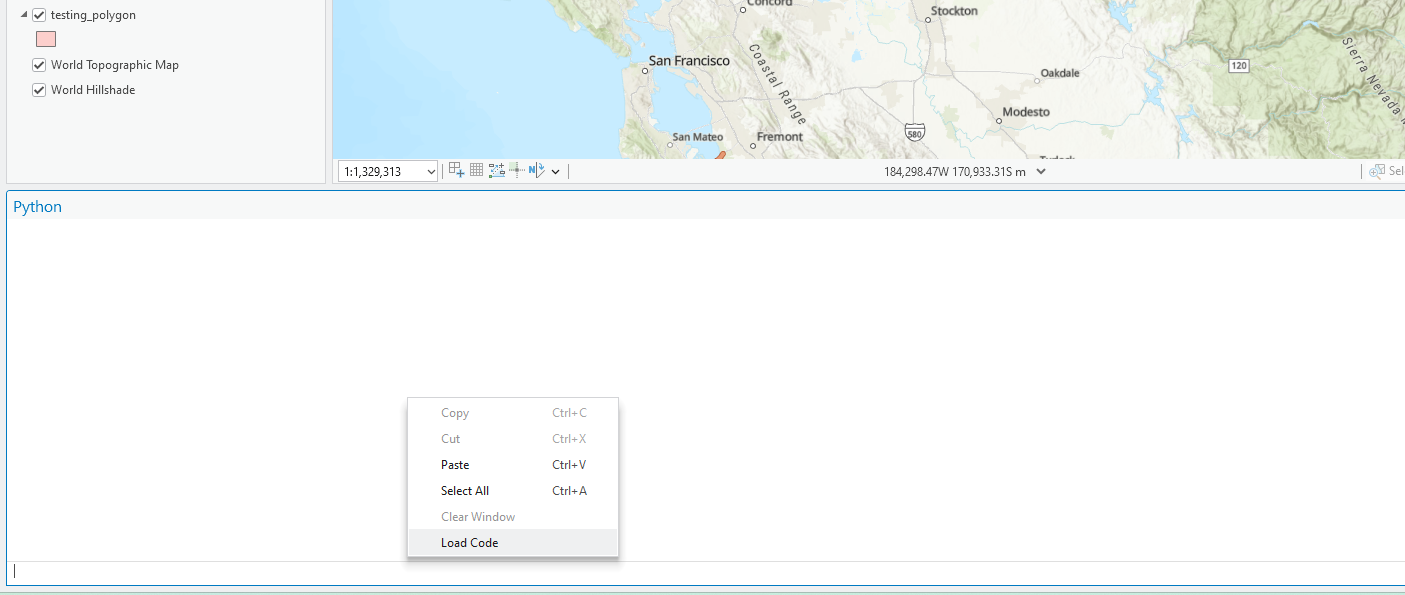 testing_polygon
World Topographic Map
World Hillshade
Concord
Stockton
San Francisco
Coastal Range
Oakdale
120
Sierra Nevada
Modesto
580
San Mateo
Fremont
1:1,329,313
N
184,298.47W 170,933.31S m
Sel
Python
Copy Ctrl+C
Cut Ctrl+X
Paste Ctrl+V
Select All Ctrl+A
Clear Window
Load Code